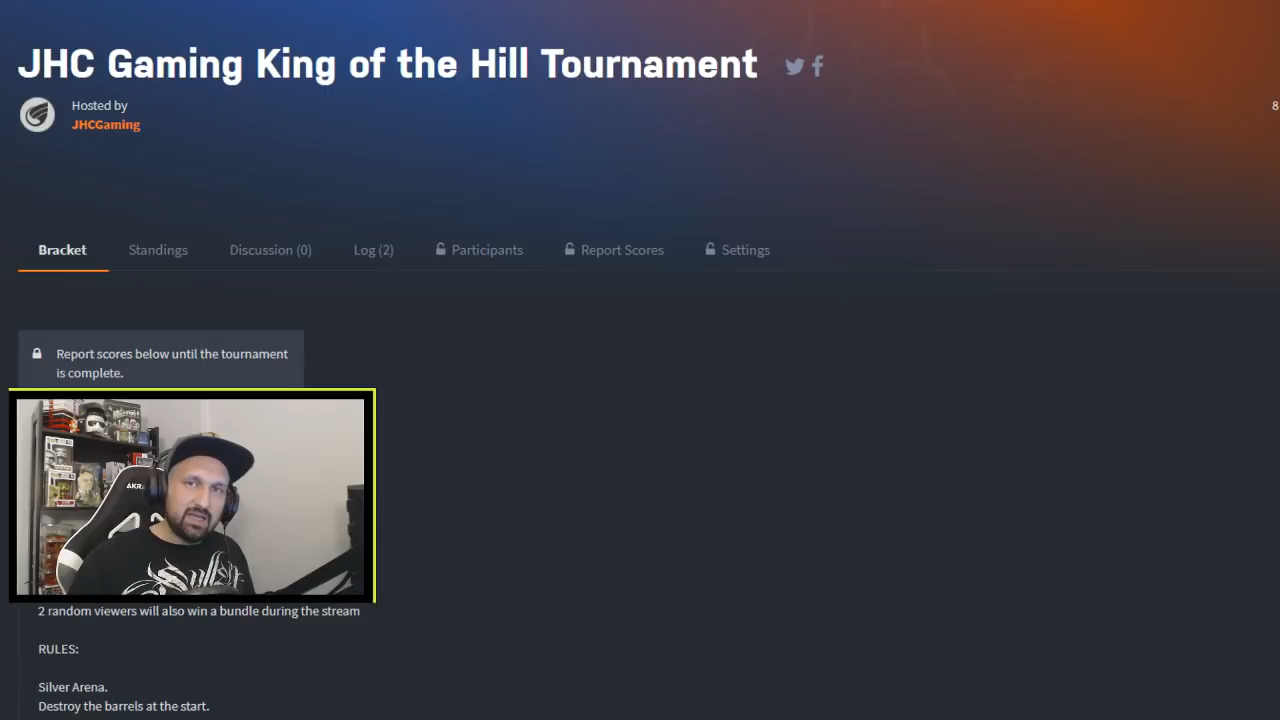 JHC Gaming King of the Hill Tournament
Hosted by
8
JHCGaming
Bracket Standings Discussion (0) Log (2) Participants Report Scores Settings
Report scores below until the tournament
is complete.
AKR
2 random viewers will also win a bundle during the stream
RULES:
Silver Arena.
Destroy the barrels at the start.